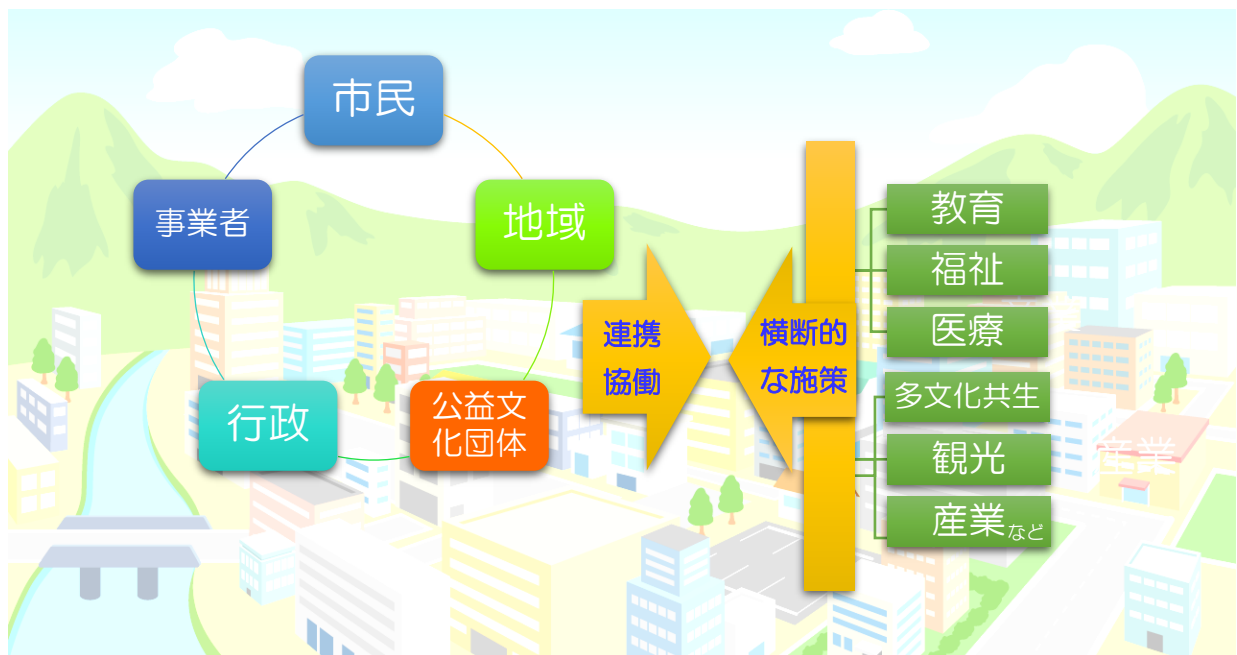 市民
事業者
地域
行政
公益文
化団体
連携
協働
横断的
な施策
教育
福祉
医療
多文化共生
観光
産業
産業など